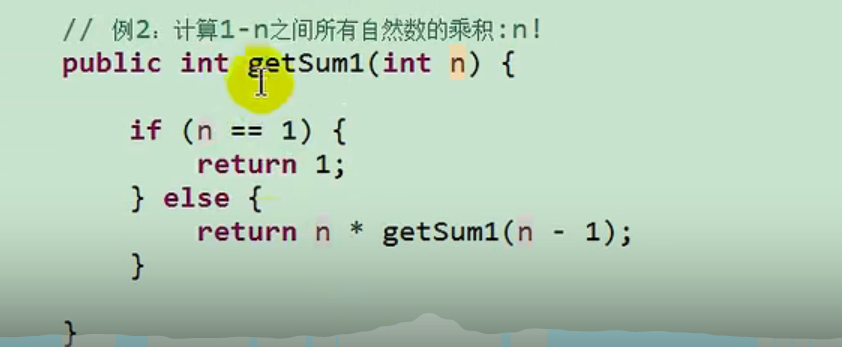 // 例2：计算1-n之间所有自然数的乘积:n!
public int getSum1(int n) {
if (n == 1) {
return 1;
} else {
return n * getSum1(n - 1);
}
}